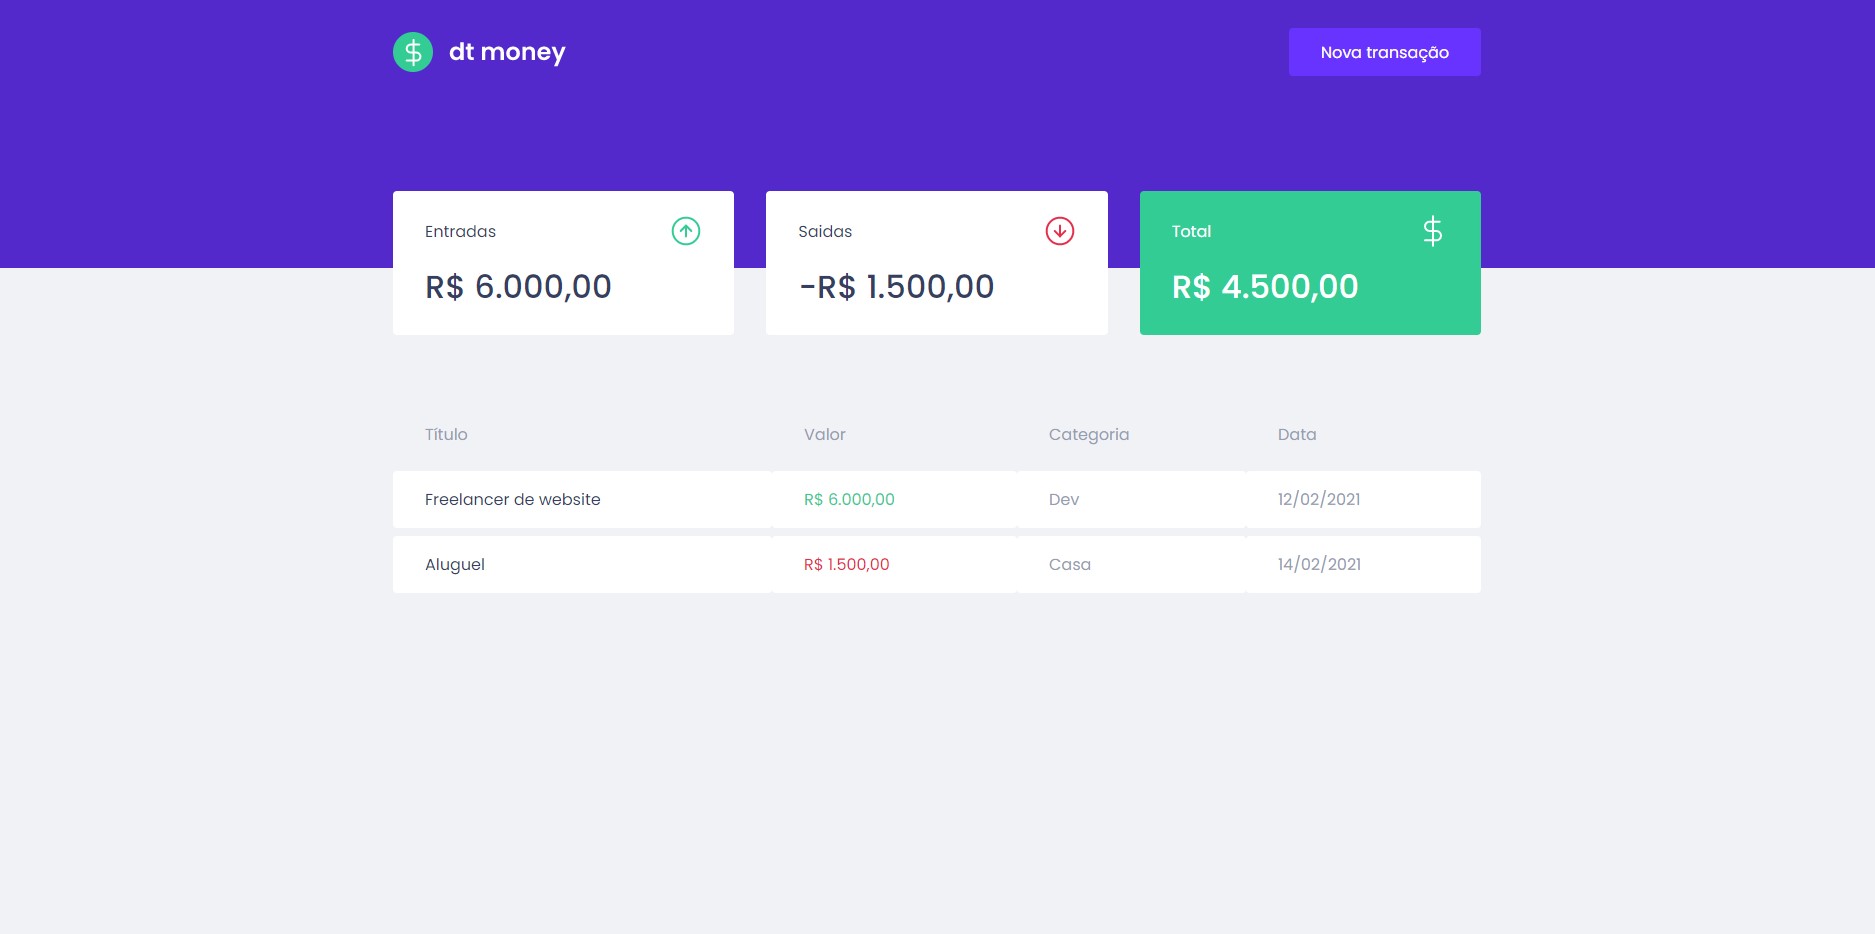 dt money
Nova transação
Entradas
R$ 6.000,00
Saidas
-R$ 1.500,00
Total
R$ 4.500,00
Título Valor Categoria Data
Freelancer de website R$ 6.000,00 Dev 12/02/2021
Aluguel R$ 1.500,00 Casa 14/02/2021